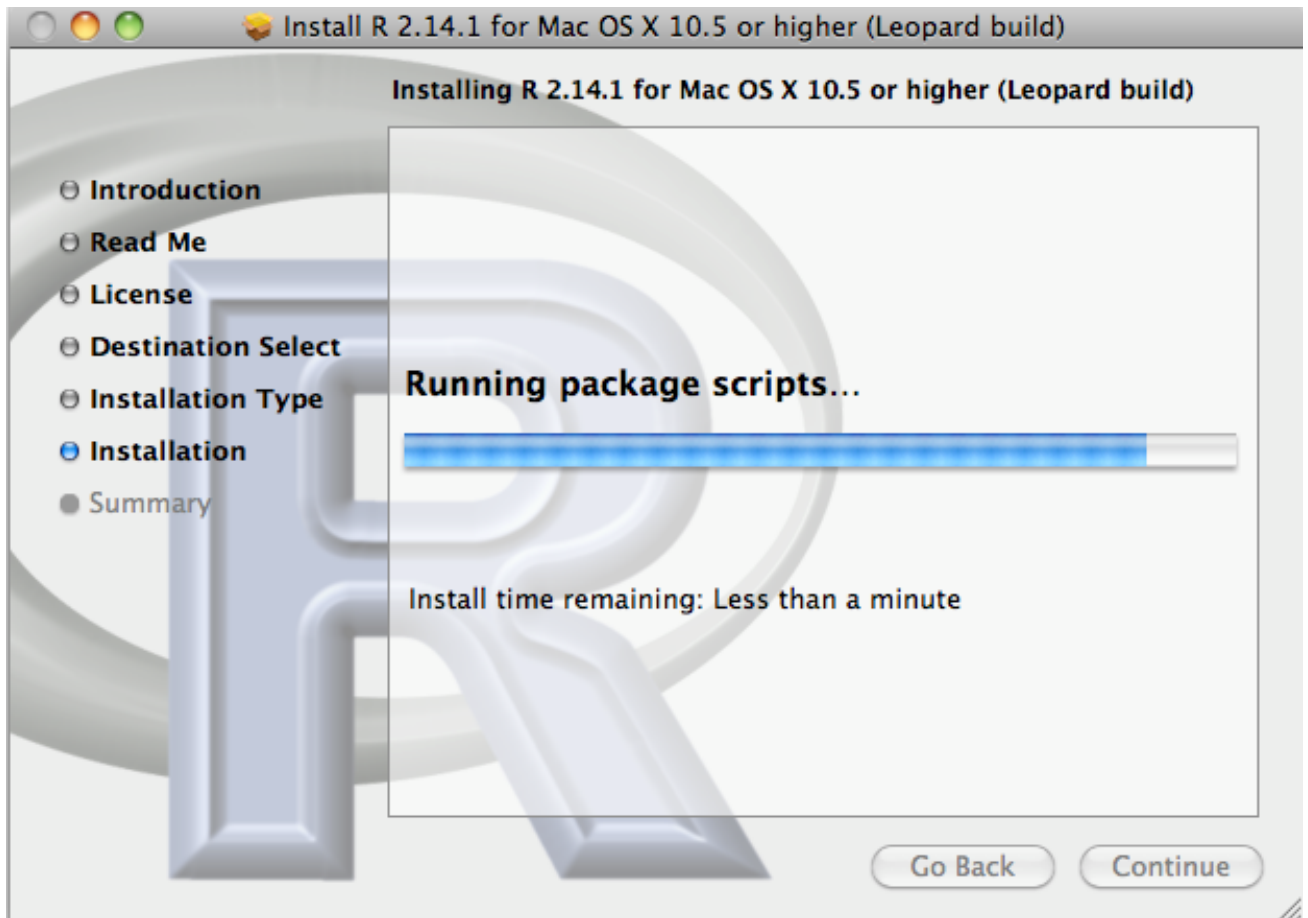 Install R 2.14.1 for Mac OS X 10.5 or higher (Leopard build)
Installing R 2.14.1 for Mac OS X 10.5 or higher (Leopard build)
Introduction
Read Me
License
Destination Select
Installation Type
Installation
Summary
R
Running package scripts...
Install time remaining: Less than a minute
Go Back
Continue